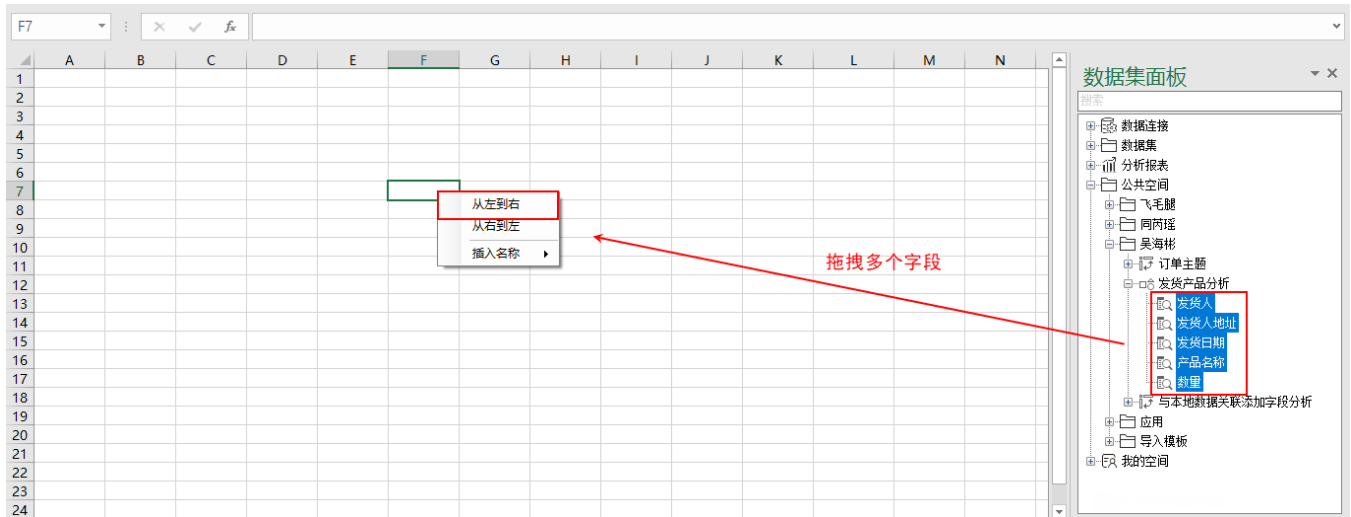 F7
fx
A B C D E F G H I J K L M N
1
2
3
4
5
6
7
8
9
10
11
12
13
14
15
16
17
18
19
20
21
22
23
24
从左到右
从右到左
插入名称
拖拽多个字段
数据集面板
搜索
数据连接
数据集
分析报表
公共空间
飞毛腿
同芮瑶
吴海彬
订单主题
发货产品分析
发货人
发货人地址
发货日期
产品名称
数量
与本地数据关联添加字段分析
应用
导入模板
我的空间